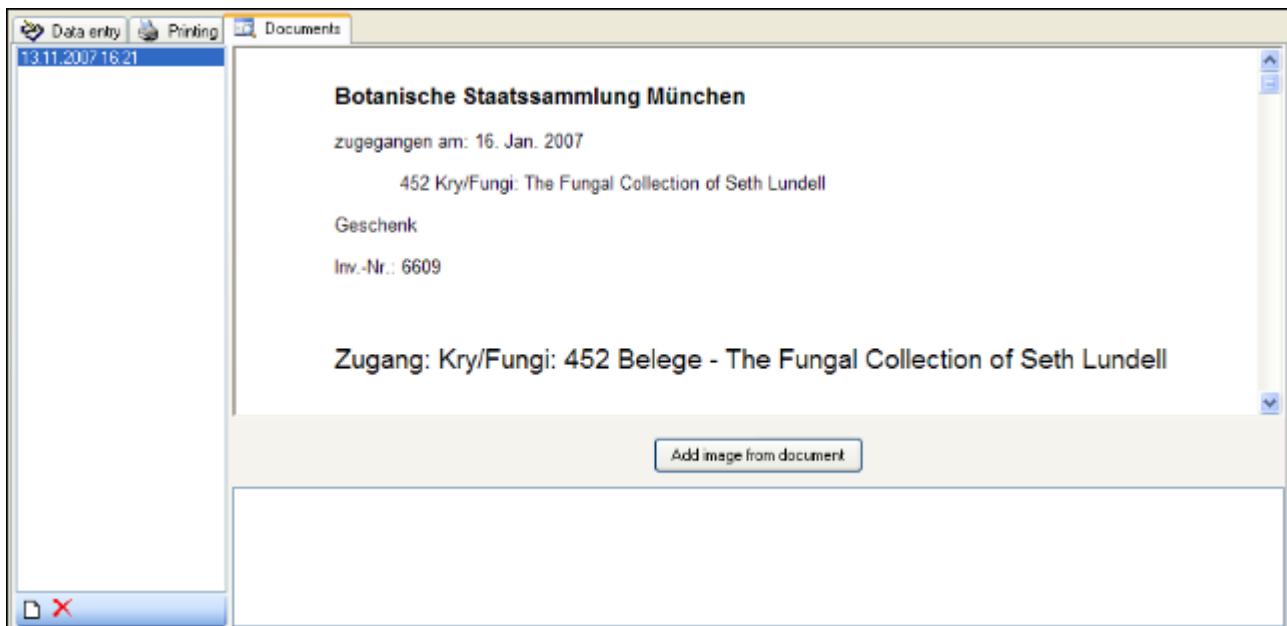 Data entry Printing Documents
13.11.2007 16:21
Botanische Staatssammlung München
zugegangen am: 16. Jan. 2007
452 Kry/Fungi: The Fungal Collection of Seth Lundell
Geschenk
Inv.-Nr.: 6609
Zugang: Kry/Fungi: 452 Belege - The Fungal Collection of Seth Lundell
Add image from document